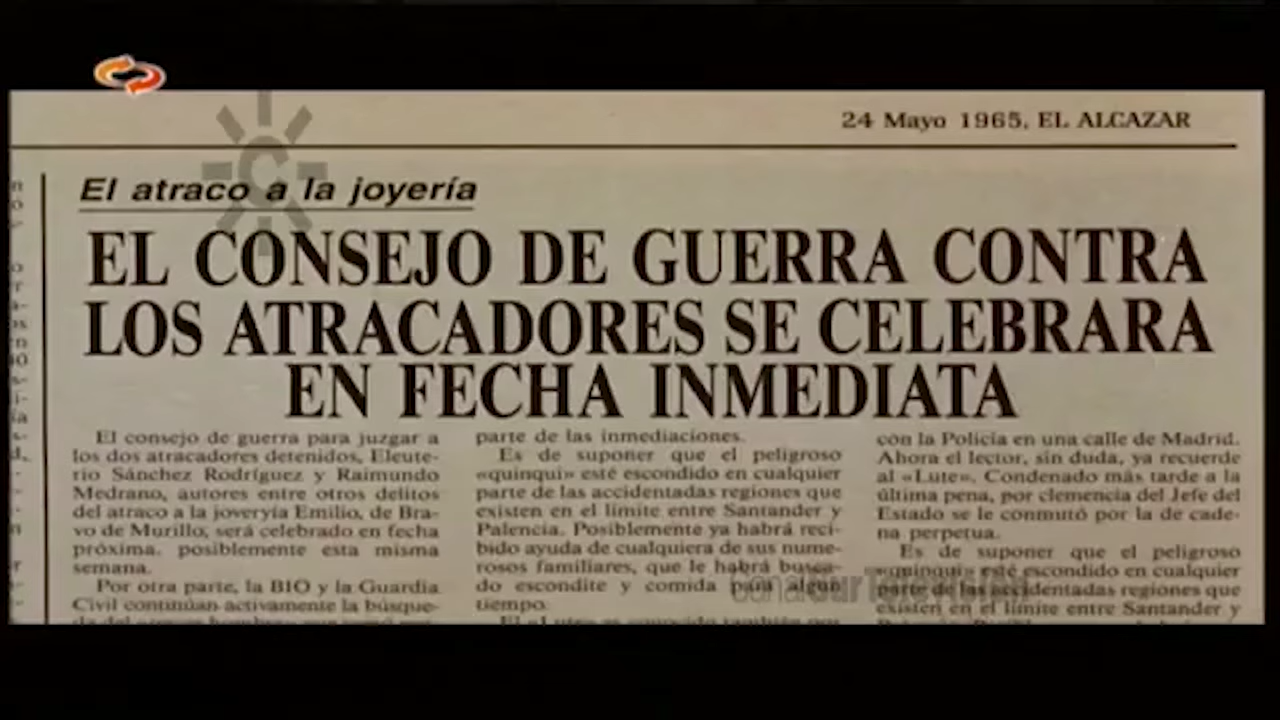 24 Mayo 1965, EL ALCAZAR
El atraco a la joyería
EL CONSEJO DE GUERRA CONTRA
LOS ATRACADORES SE CELEBRARA
EN FECHA INMEDIATA
El consejo de guerra para juzgar a
los dos atracadores detenidos, Eleute-
rio Sánchez Rodríguez y Raimundo
Medrano, autores entre otros delitos
del atraco a la joveryía Emilio, de Bra-
vo de Murillo, será celebrado en fecha
próxima, posiblemente esta misma
semana.
Por otra parte, la BIO y la Guardia
Civil continúan activamente la búsque-
parte de las inmediaciones.
Es de suponer que el peligroso
«quinqui» esté escondido en cualquier
parte de las accidentadas regiones que
existen en el límite entre Santander y
Palencia. Posiblemente ya habrá reci-
bido ayuda de cualquiera de sus nume-
rosos familiares, que le habrá busca-
do escondite y comida para algún
tiempo.
con la Policía en una calle de Madrid.
Ahora el lector, sin duda, ya recuerde
al «Lute». Condenado más tarde a la
última pena, por clemencia del Jefe del
Estado se le conmutó por la de cade-
na perpetua.
Es de suponer que el peligroso
«quinqui» esté escondido en cualquier
parte de las accidentadas regiones que
existen en el límite entre Santander y